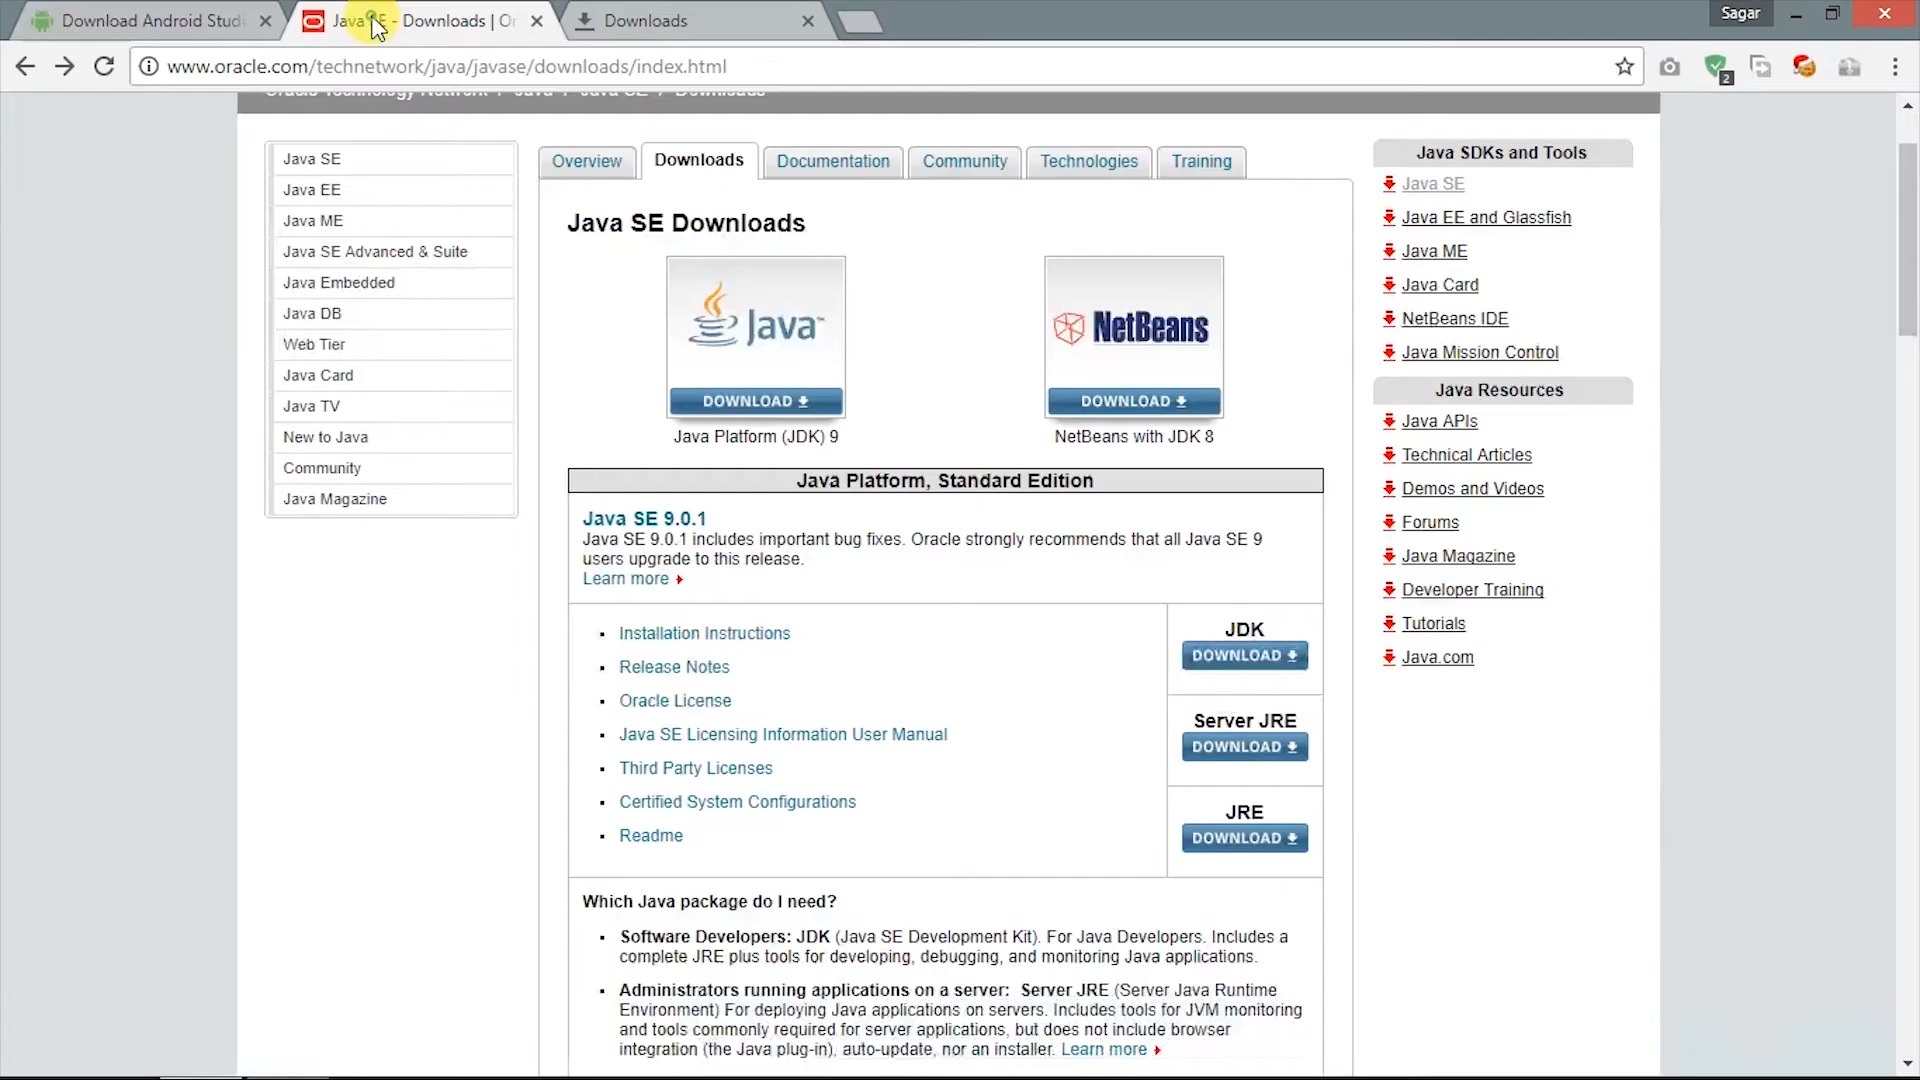 Download Android Studi
Java SE - Downloads | Or
Downloads
Sagar
www.oracle.com/technetwork/java/javase/downloads/index.html
2
Oracle Technology Network / Java / Java SE / Downloads
Java SE
Java EE
Java ME
Java SE Advanced & Suite
Java Embedded
Java DB
Web Tier
Java Card
Java TV
New to Java
Community
Java Magazine
Overview
Downloads
Documentation
Community
Technologies
Training
Java SE Downloads
Java™
DOWNLOAD
Java Platform (JDK) 9
NetBeans
DOWNLOAD
NetBeans with JDK 8
Java Platform, Standard Edition
Java SE 9.0.1
Java SE 9.0.1 includes important bug fixes. Oracle strongly recommends that all Java SE 9
users upgrade to this release.
Learn more
Installation Instructions
Release Notes
Oracle License
Java SE Licensing Information User Manual
Third Party Licenses
Certified System Configurations
Readme
JDK
DOWNLOAD
Server JRE
DOWNLOAD
JRE
DOWNLOAD
Which Java package do I need?
Software Developers: JDK (Java SE Development Kit). For Java Developers. Includes a
complete JRE plus tools for developing, debugging, and monitoring Java applications.
Administrators running applications on a server: Server JRE (Server Java Runtime
Environment) For deploying Java applications on servers. Includes tools for JVM monitoring
and tools commonly required for server applications, but does not include browser
integration (the Java plug-in), auto-update, nor an installer. Learn more
Java SDKs and Tools
Java SE
Java EE and Glassfish
Java ME
Java Card
NetBeans IDE
Java Mission Control
Java Resources
Java APIs
Technical Articles
Demos and Videos
Forums
Java Magazine
Developer Training
Tutorials
Java.com